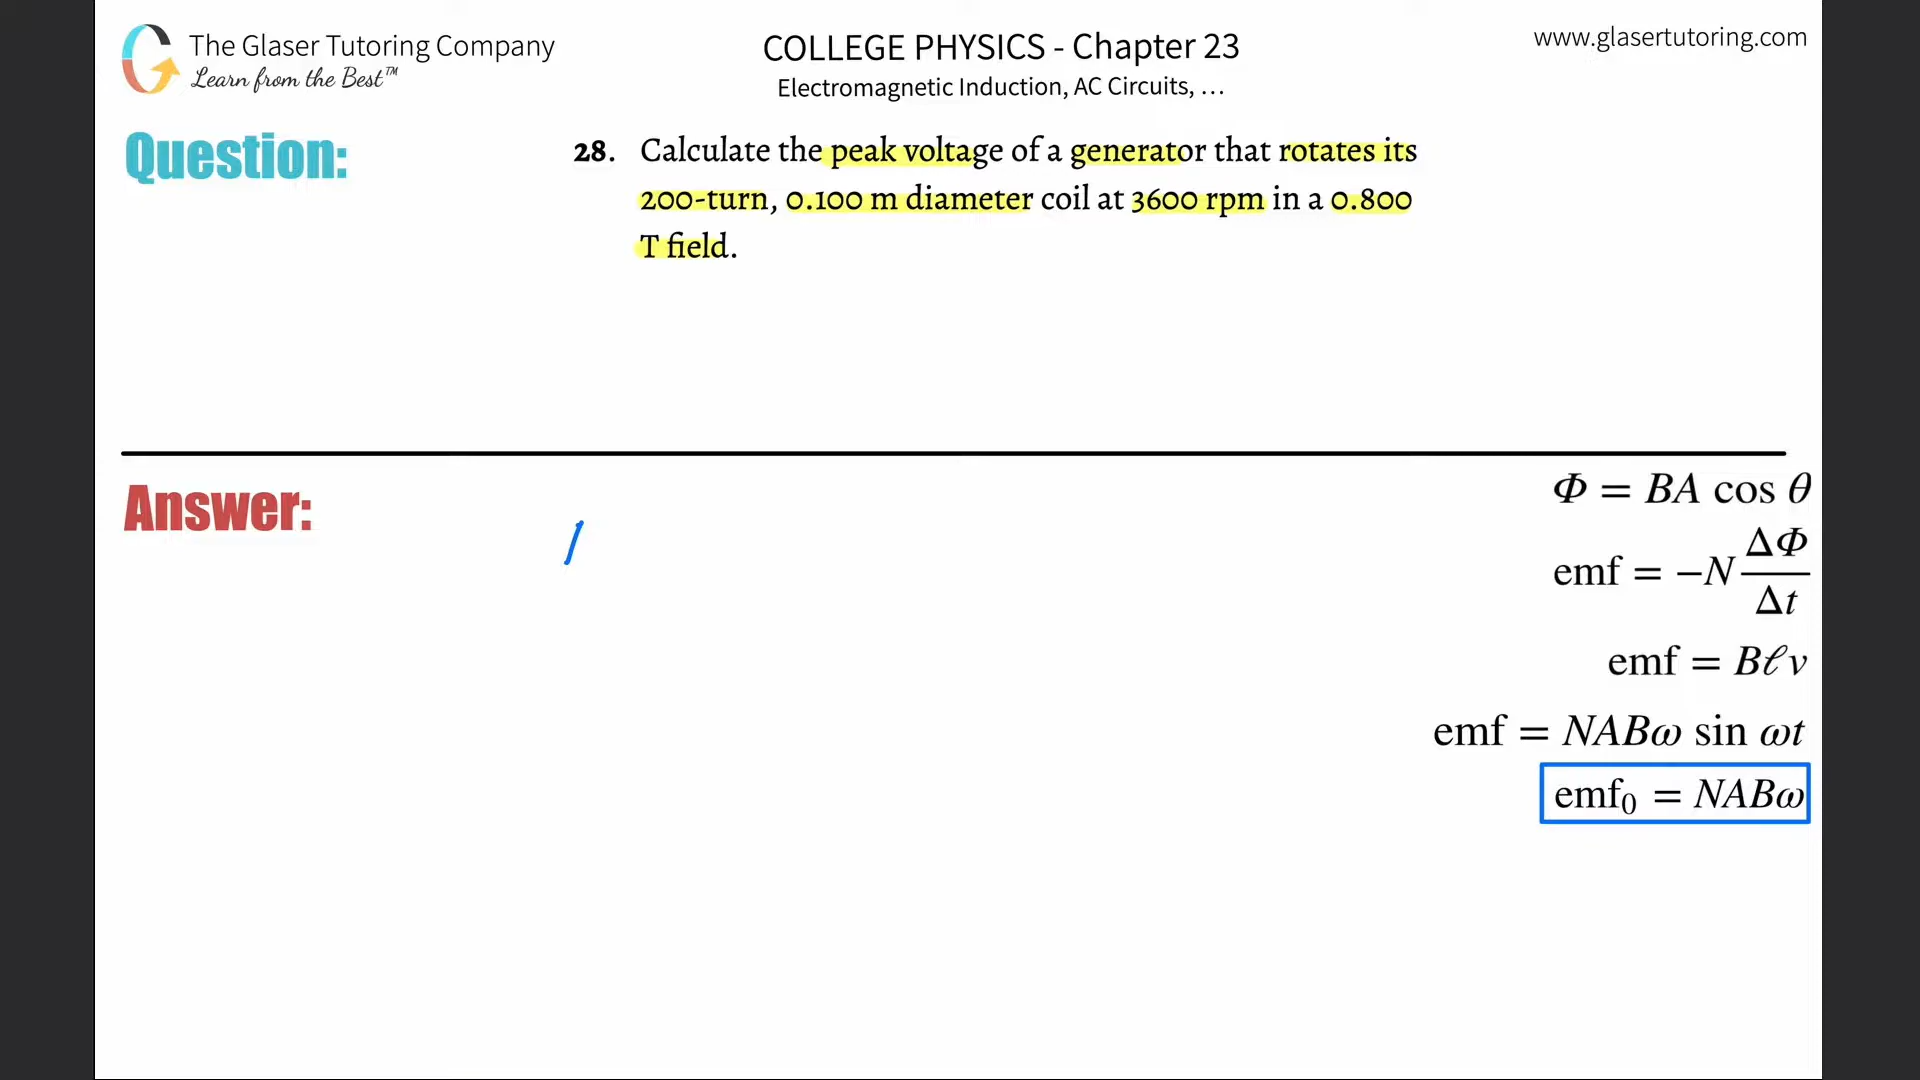 The Glaser Tutoring Company
Learn from the Best™
COLLEGE PHYSICS - Chapter 23
Electromagnetic Induction, AC Circuits, ...
www.glasertutoring.com
Question:
28. Calculate the peak voltage of a generator that rotates its
200-turn, 0.100 m diameter coil at 3600 rpm in a 0.800
T field.
Answer:
Φ = BA cos θ
emf = −N ΔΦ/Δt
emf = Bℓv
emf = NABω sin ωt
emf₀ = NABω